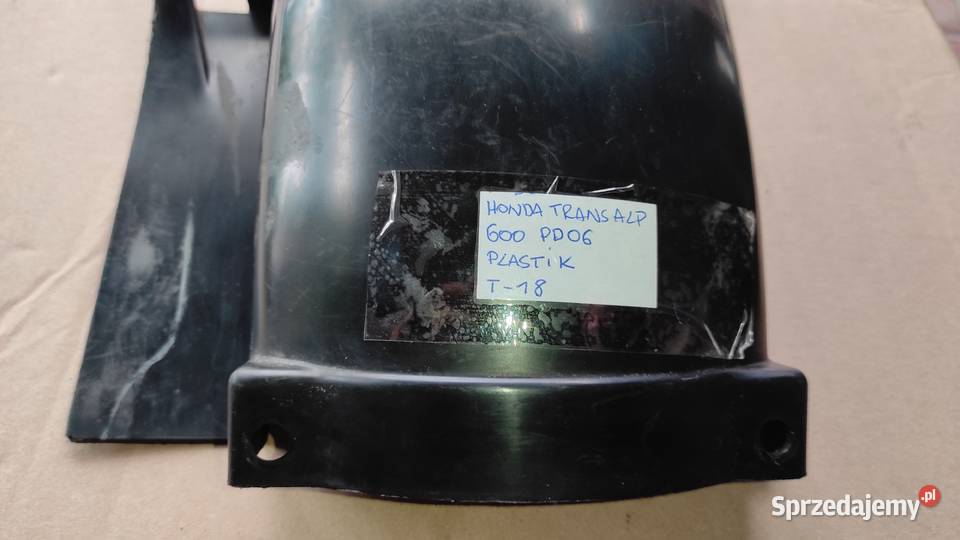 HONDA TRANSALP
600 PD06
PLASTiK
T-18
Sprzedajemy.pl